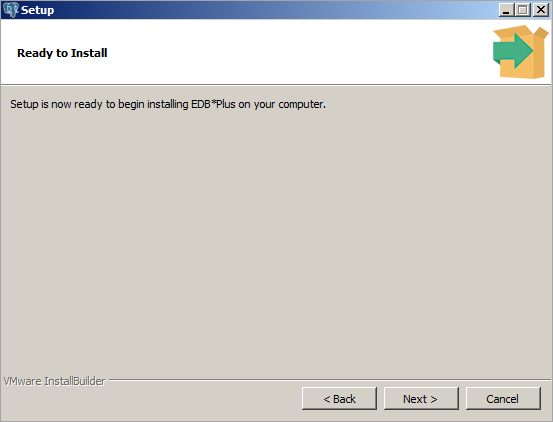 Setup
Ready to Install
Setup is now ready to begin installing EDB*Plus on your computer.
VMware InstallBuilder
< Back
Next >
Cancel